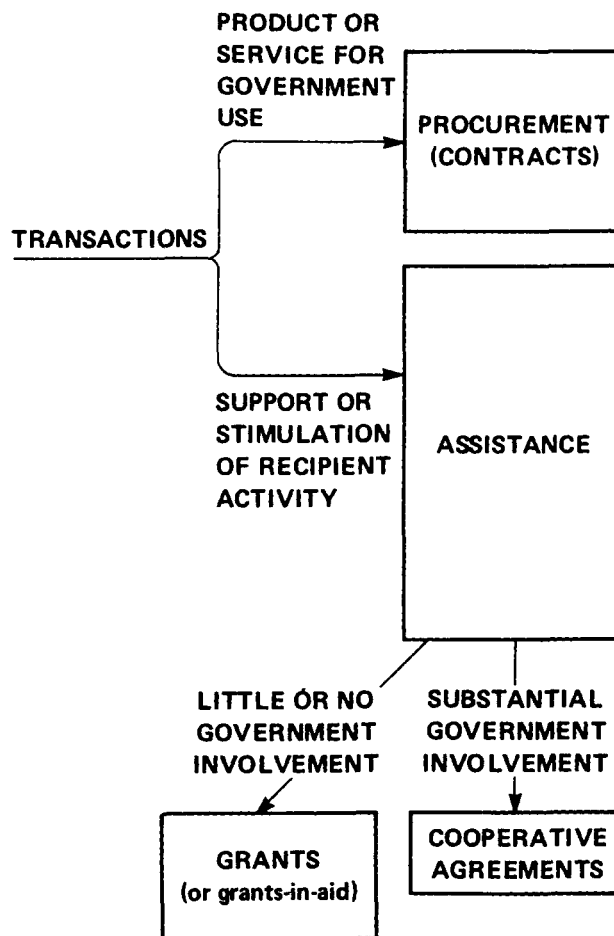 PRODUCT OR
SERVICE FOR
GOVERNMENT
USE
PROCUREMENT
(CONTRACTS)
TRANSACTIONS
SUPPORT OR
STIMULATION
OF RECIPIENT
ACTIVITY
ASSISTANCE
LITTLE OR NO
GOVERNMENT
INVOLVEMENT
SUBSTANTIAL
GOVERNMENT
INVOLVEMENT
GRANTS
(or grants-in-aid)
COOPERATIVE
AGREEMENTS